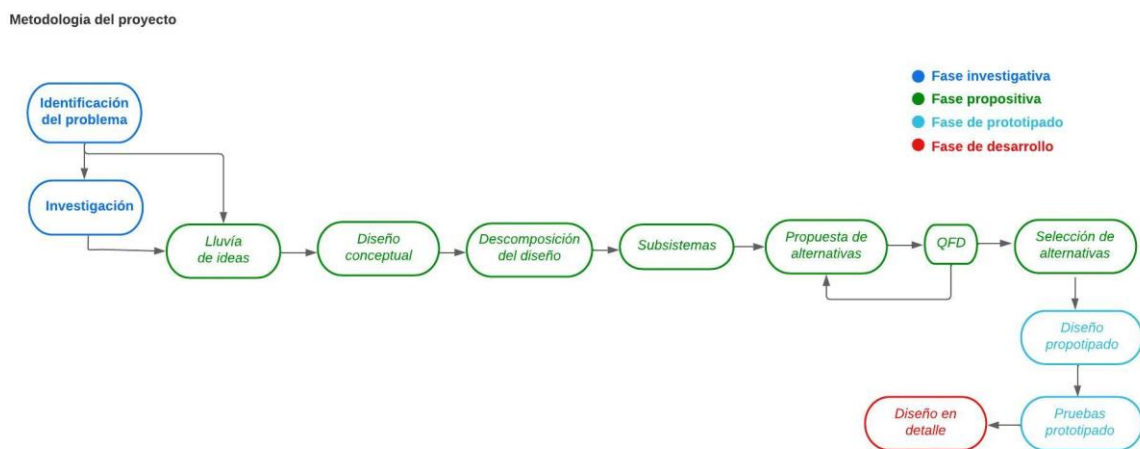 Metodologia del proyecto
Fase investigativa
Fase propositiva
Fase de prototipado
Fase de desarrollo
Identificación
del problema
Investigación
Lluvía
de ideas
Diseño
conceptual
Descomposición
del diseño
Subsistemas
Propuesta de
alternativas
QFD
Selección de
alternativas
Diseño
propotipado
Pruebas
prototipado
Diseño en
detalle